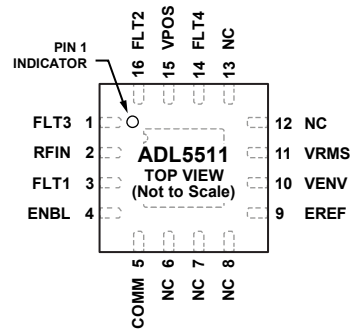 16 FLT2
15 VPOS
14 FLT4
13 NC
PIN 1
INDICATOR
FLT3 1
RFIN 2
FLT1 3
ENBL 4
ADL5511
TOP VIEW
(Not to Scale)
12 NC
11 VRMS
10 VENV
9 EREF
COMM 5
NC 6
NC 7
NC 8